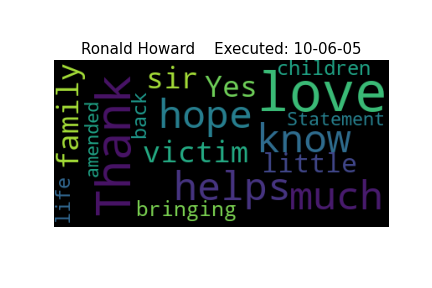 Ronald Howard    Executed: 10-06-05
children
family
sir
Yes
love
back
hope
Statement
amended
Thank
know
victim
little
life
helps
much
bringing